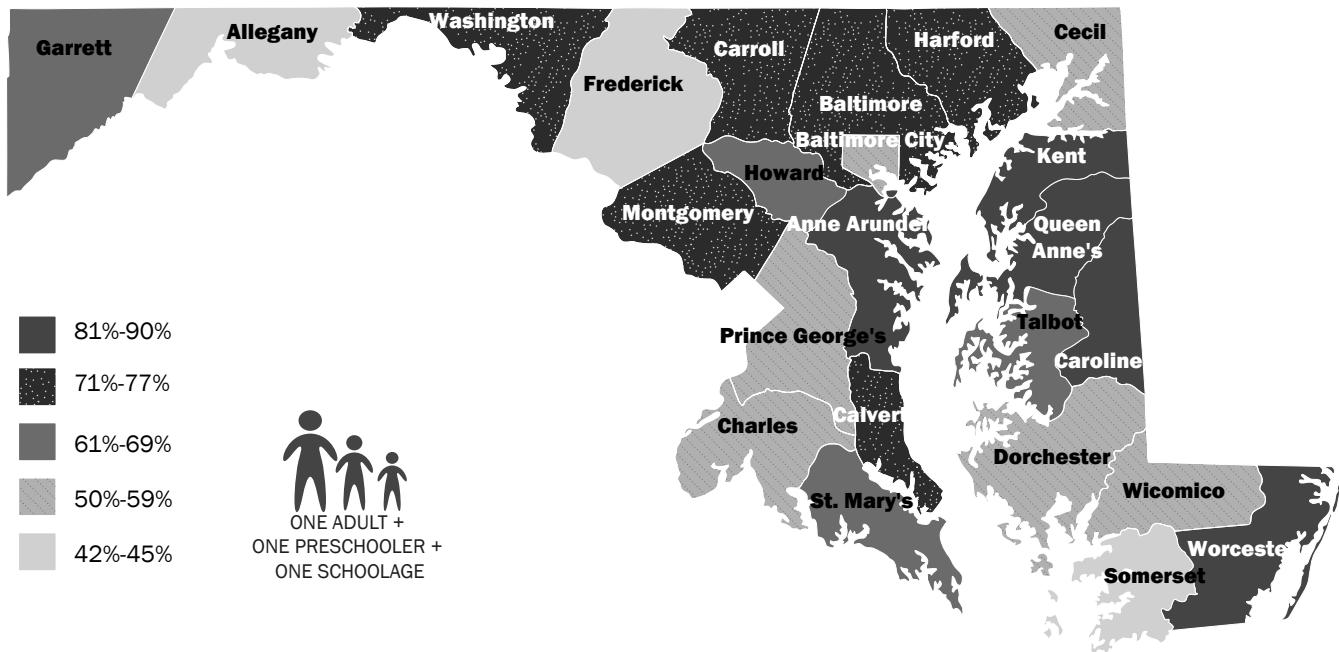 Washington
Garrett
Allegany
Frederick
Carroll
Harford
Cecil
Baltimore
Baltimore City
Kent
Howard
Montgomery
Anne Arundel
Queen
Anne's
Talbot
Prince George's
Caroline
Calvert
Charles
Dorchester
Wicomico
St. Mary's
Worcester
Somerset
81%-90%
71%-77%
61%-69%
50%-59%
42%-45%
ONE ADULT +
ONE PRESCHOOLER +
ONE SCHOOLAGE